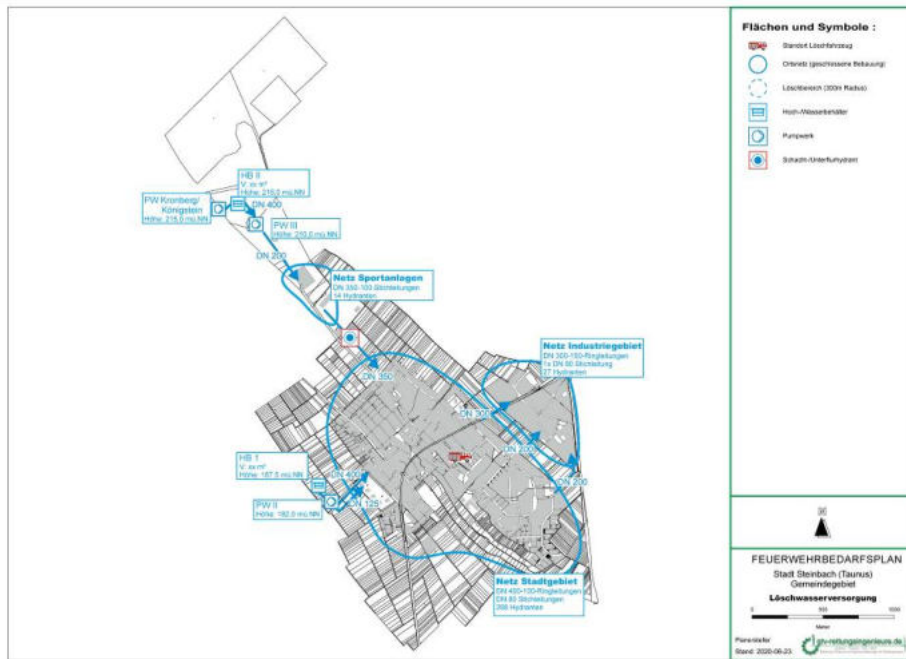 Flächen und Symbole :
Standort Löschfahrzeug
Ortsnetz (geschlossene Bebauung)
Löschbereich (300m Radius)
Hoch-/Wasserbehälter
Pumpwerk
Schacht-/Unterflurhydrant
HB II
V: xx m³
Höhe: 215,0 mü.NN
PW Kronberg/
Königstein
Höhe: 215,0 mü.NN
DN 400
PW III
Höhe: 210,0 mü.NN
DN 200
Netz Sportanlagen
DN 350-100-Stichleitungen
14 Hydranten
DN 350
Netz Industriegebiet
DN 300-100-Ringleitungen
1x DN 80 Stichleitung
27 Hydranten
DN 300
DN 200
DN 200
HB 1
V: xx m³
Höhe: 187,5 mü.NN
DN 400
PW II
Höhe: 182,0 mü.NN
DN 125
Netz Stadtgebiet
DN 400-100-Ringleitungen
DN 80 Stichleitungen
Hydranten
FEUERWEHRBEDARFSPLAN
Stadt Steinbach (Taunus)
Gemeindegebiet
Löschwasserversorgung
0 500 1000
Meter
Planersteller:
rettungsingenieure.de
Stand: 2020-06-23